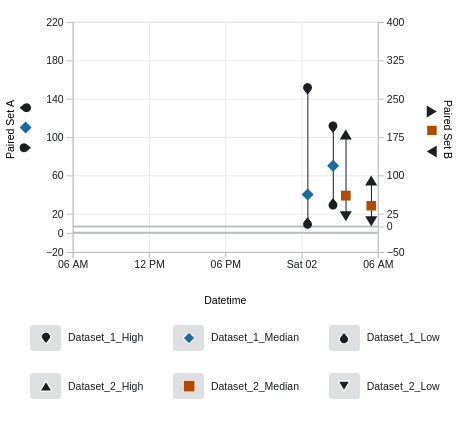 220
180
140
100
60
20
0
−20
400
325
250
175
100
25
0
−50
Paired Set A
Paired Set B
06 AM 12 PM 06 PM Sat 02 06 AM
Datetime
Dataset_1_High Dataset_1_Median Dataset_1_Low
Dataset_2_High Dataset_2_Median Dataset_2_Low